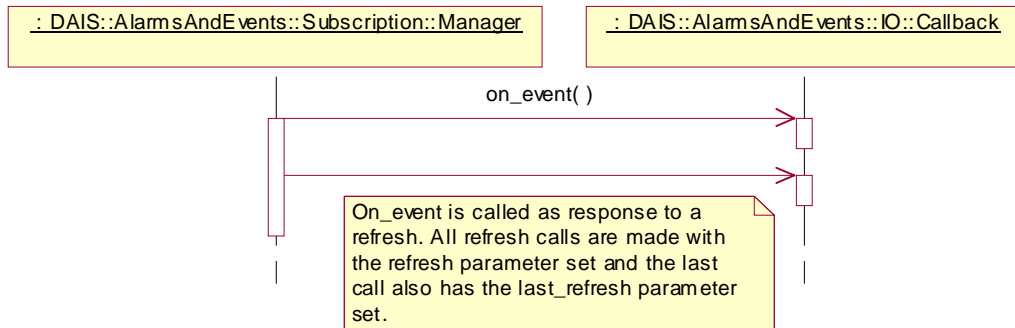 : DAIS::AlarmsAndEvents::Subscription::Manager
: DAIS::AlarmsAndEvents::IO::Callback
on_event( )
On_event is called as response to a
refresh. All refresh calls are made with
the refresh parameter set and the last
call also has the last_refresh parameter
set.